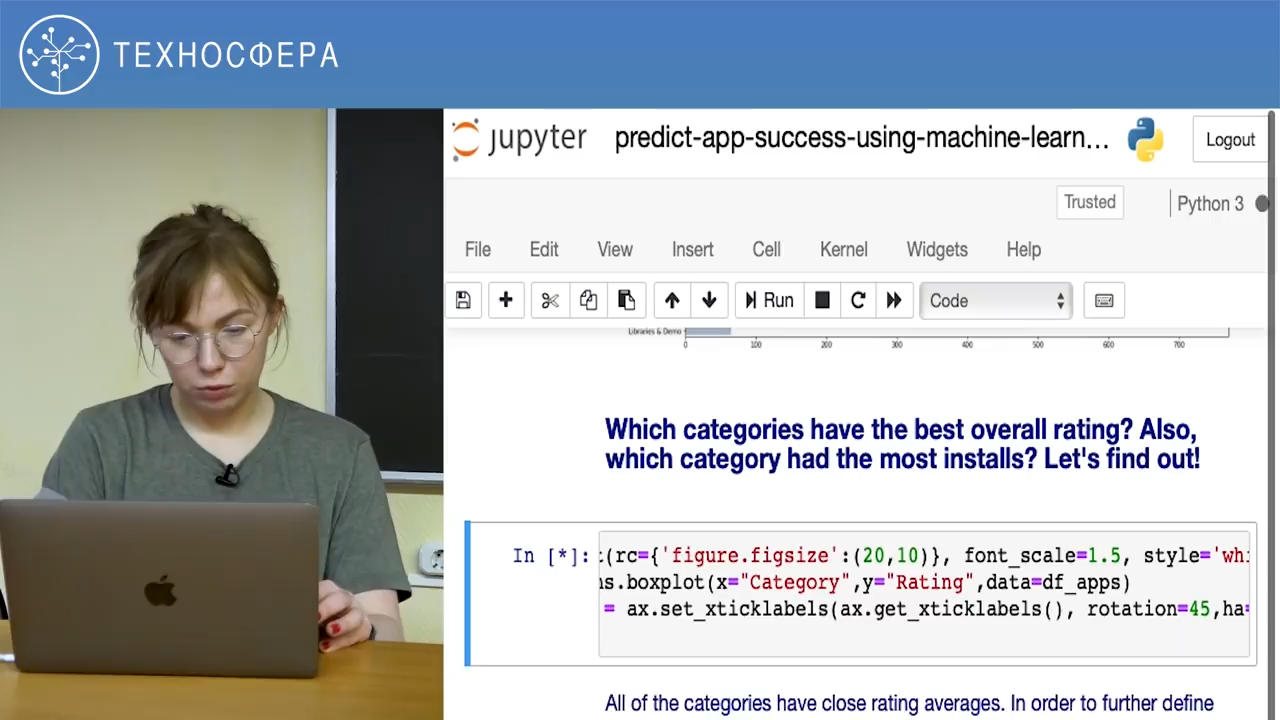 ТЕХНОСФЕРА
jupyter predict-app-success-using-machine-learn... Logout
Trusted Python 3
File Edit View Insert Cell Kernel Widgets Help
Run Code
Libraries & Demo
0 100 200 300 400 500 600 700
Which categories have the best overall rating? Also,
which category had the most installs? Let's find out!
In [*]: t(rc={'figure.figsize':(20,10)}, font_scale=1.5, style='whi
ns.boxplot(x="Category",y="Rating",data=df_apps)
= ax.set_xticklabels(ax.get_xticklabels(), rotation=45,ha=
All of the categories have close rating averages. In order to further define